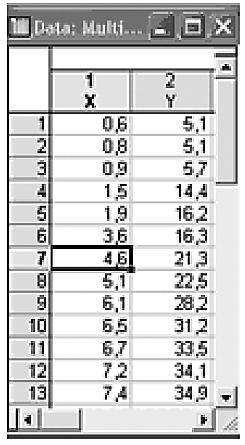 Data: Multi...
1 2
X Y
1 0,6 5,1
2 0,8 5,1
3 0,9 5,7
4 1,5 14,4
5 1,9 16,2
6 3,6 16,3
7 4,6 21,3
8 5,1 22,5
9 6,1 28,2
10 6,5 31,2
11 6,7 33,5
12 7,2 34,1
13 7,4 34,9